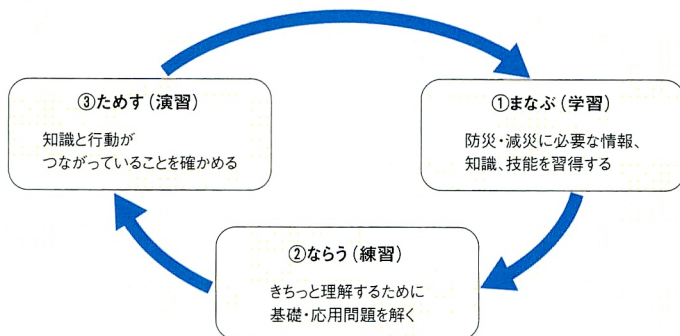 ③ためす(演習)
知識と行動が
つながっていることを確かめる
①まなぶ(学習)
防災・減災に必要な情報、
知識、技能を習得する
②ならう(練習)
きちっと理解するために
基礎・応用問題を解く